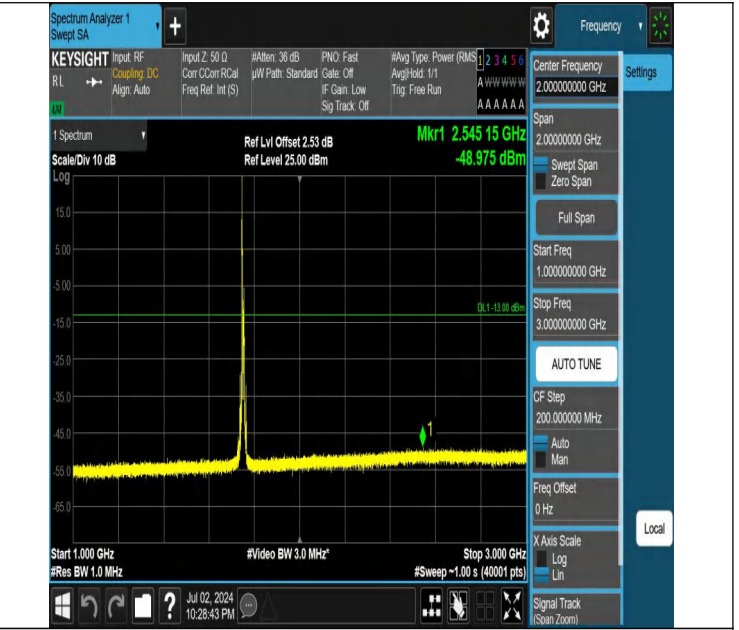 Spectrum Analyzer 1
Swept SA
+
Frequency
KEYSIGHT
RL
Input: RF
Coupling: DC
Align: Auto
Input Z: 50 Ω
Corr CCorr RCal
Freq Ref: Int (S)
#Atten: 36 dB
µW Path: Standard
PNO: Fast
Gate: Off
IF Gain: Low
Sig Track: Off
#Avg Type: Power (RMS
Avg|Hold: 1/1
Trig: Free Run
1 2 3 4 5 6
A W W W W W
A A A A A A
1 Spectrum
Scale/Div 10 dB
Ref Lvl Offset 2.53 dB
Ref Level 25.00 dBm
Mkr1 2.545 15 GHz
-48.975 dBm
Log
15.0
5.00
-5.00
-15.0
-25.0
-35.0
-45.0
-55.0
-65.0
DL1 -13.00 dBm
1
Start 1.000 GHz
#Res BW 1.0 MHz
#Video BW 3.0 MHz*
Stop 3.000 GHz
#Sweep ~1.00 s (40001 pts)
Center Frequency
2.000000000 GHz
Span
2.00000000 GHz
Swept Span
Zero Span
Full Span
Start Freq
1.000000000 GHz
Stop Freq
3.000000000 GHz
AUTO TUNE
CF Step
200.000000 MHz
Auto
Man
Freq Offset
0 Hz
X Axis Scale
Log
Lin
Signal Track
(Span Zoom)
Settings
Local
?
Jul 02, 2024
10:28:43 PM